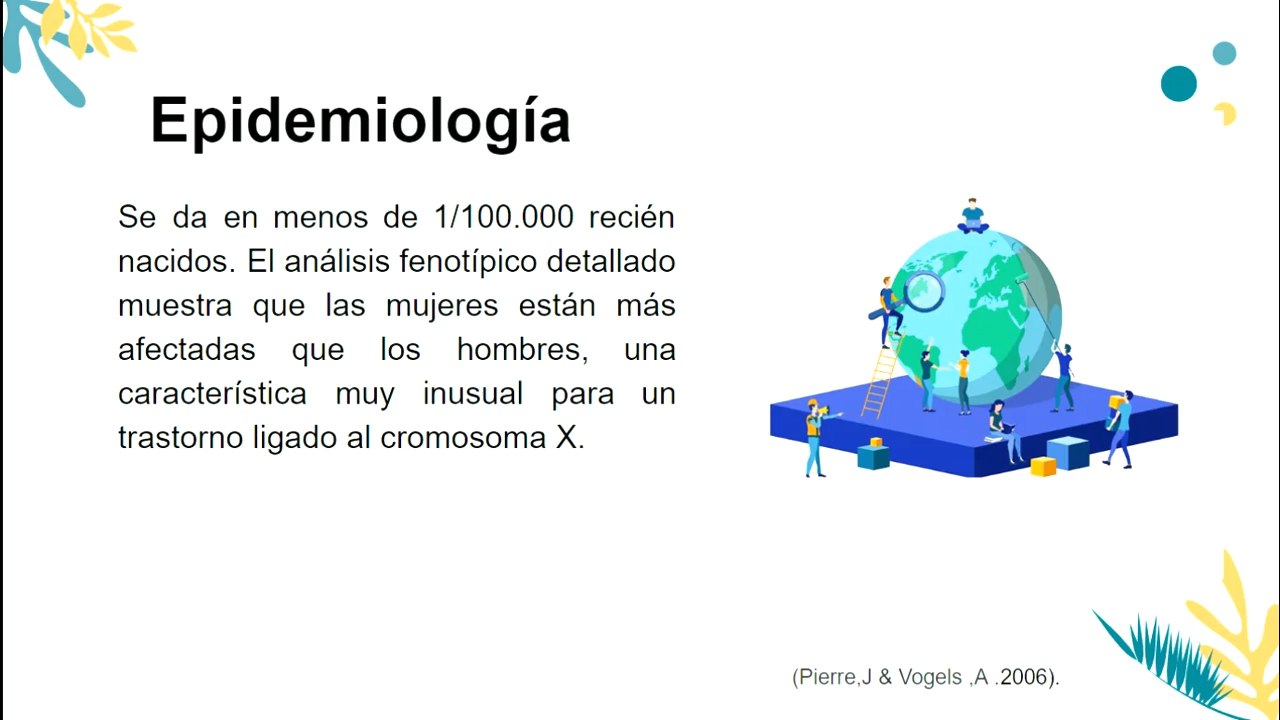 Epidemiología
Se da en menos de 1/100.000 recién
nacidos. El análisis fenotípico detallado
muestra que las mujeres están más
afectadas que los hombres, una
característica muy inusual para un
trastorno ligado al cromosoma X.
(Pierre,J & Vogels ,A .2006).